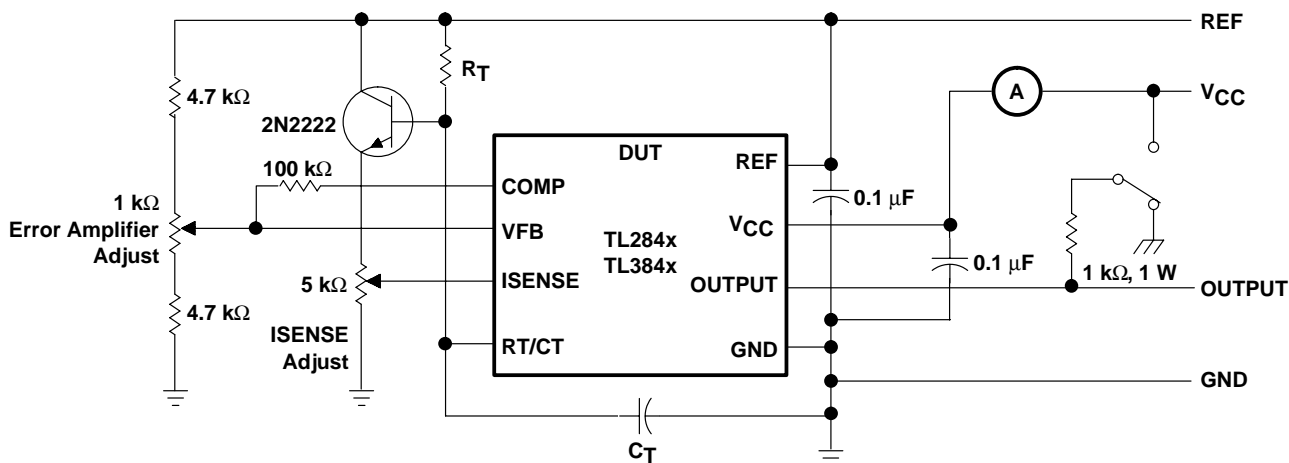 REF
R_T
4.7 kΩ
A
V_CC
2N2222
DUT
REF
100 kΩ
COMP
0.1 µF
1 kΩ
Error Amplifier
Adjust
VFB
V_CC
TL284x
TL384x
0.1 µF
5 kΩ
ISENSE
OUTPUT
1 kΩ, 1 W
OUTPUT
4.7 kΩ
ISENSE
Adjust
RT/CT
GND
GND
C_T